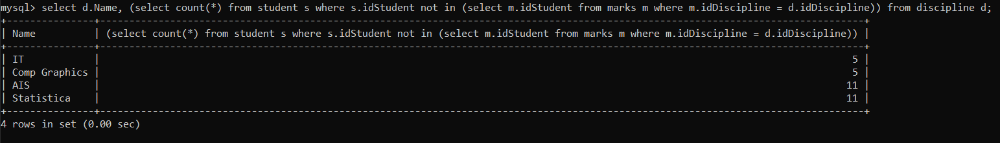 mysql> select d.Name, (select count(*) from student s where s.idStudent not in (select m.idStudent from marks m where m.idDiscipline = d.idDiscipline)) from discipline d;
+---------------+----------------------------------------------------------------------------------------------------------------------------------+
| Name          | (select count(*) from student s where s.idStudent not in (select m.idStudent from marks m where m.idDiscipline = d.idDiscipline)) |
+---------------+----------------------------------------------------------------------------------------------------------------------------------+
| IT            | 5 |
| Comp Graphics | 5 |
| AIS           | 11 |
| Statistica    | 11 |
+---------------+----------------------------------------------------------------------------------------------------------------------------------+
4 rows in set (0.00 sec)